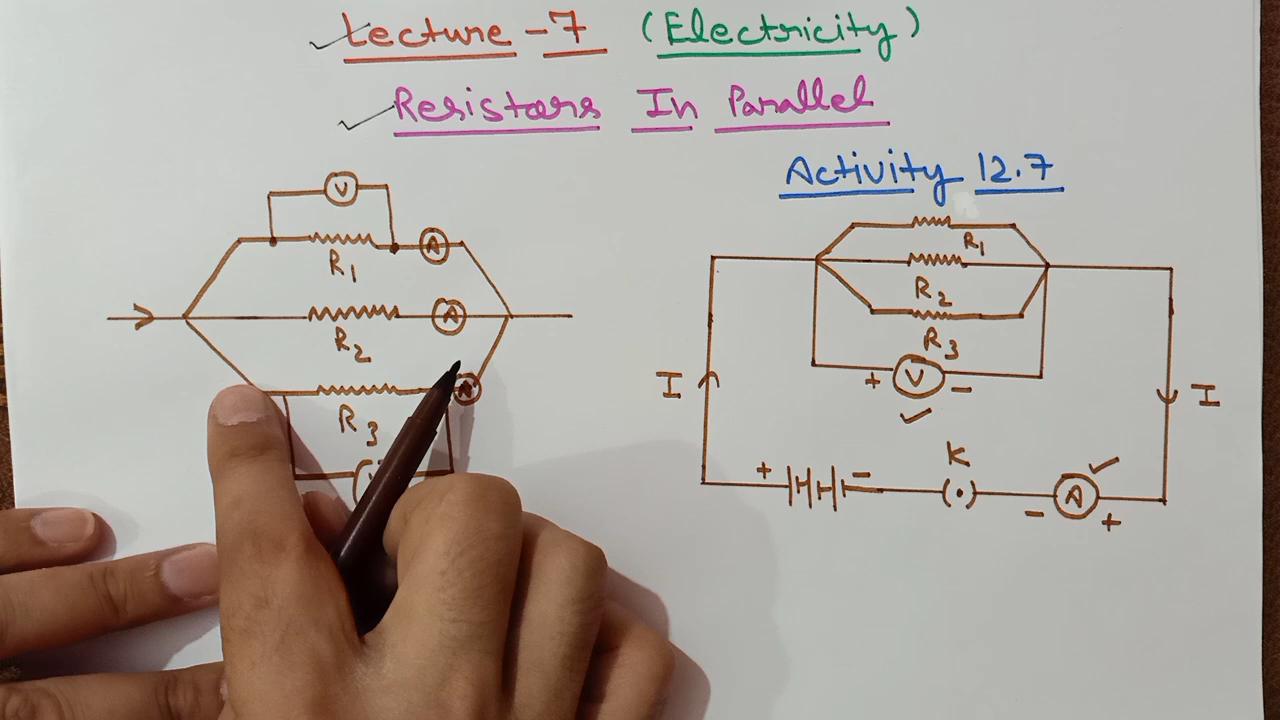 Lecture - 7 (Electricity)
Resistors In Parallel
Activity 12.7
V
R1
A
R2
A
R3
A
R1
R2
R3
+ V -
I
I
K
+ -
- A +